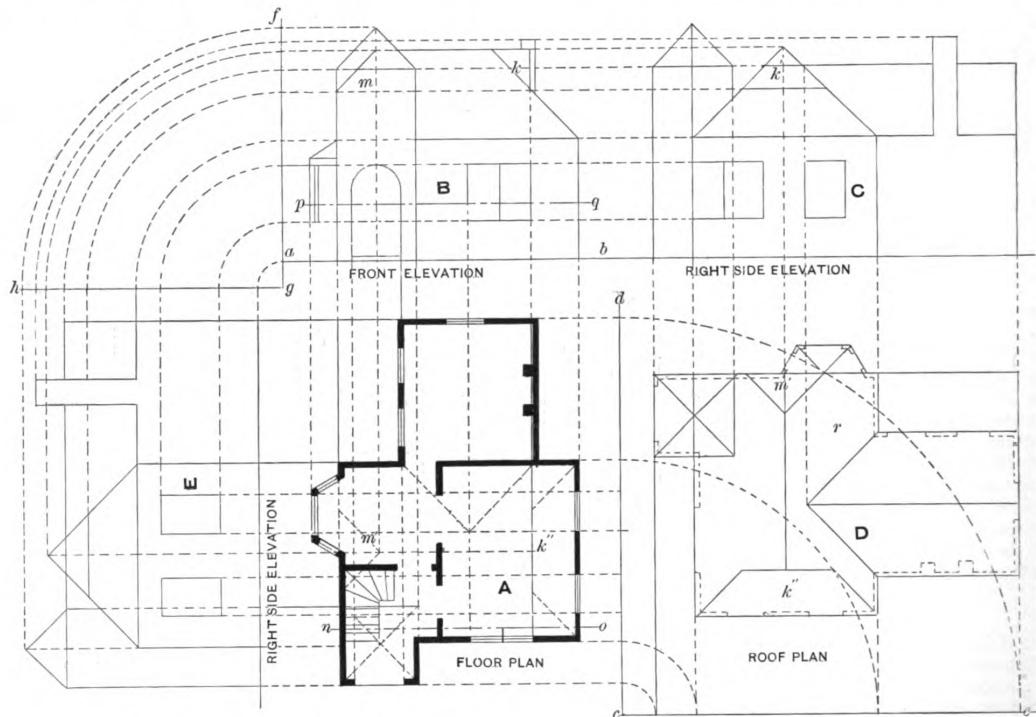 f
k
k'
m
B
C
p
q
a
b
FRONT ELEVATION
RIGHT SIDE ELEVATION
h
g
d
m'
r
E
RIGHT SIDE ELEVATION
m'
k''
A
D
k''
n
o
FLOOR PLAN
ROOF PLAN
c
e